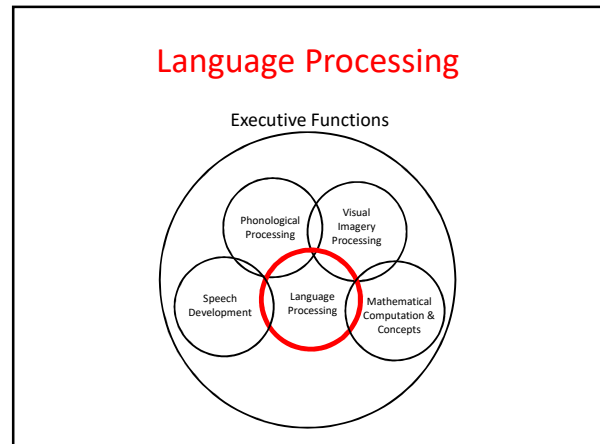 Language Processing
Executive Functions
Phonological
Processing
Visual
Imagery
Processing
Speech
Development
Language
Processing
Mathematical
Computation &
Concepts